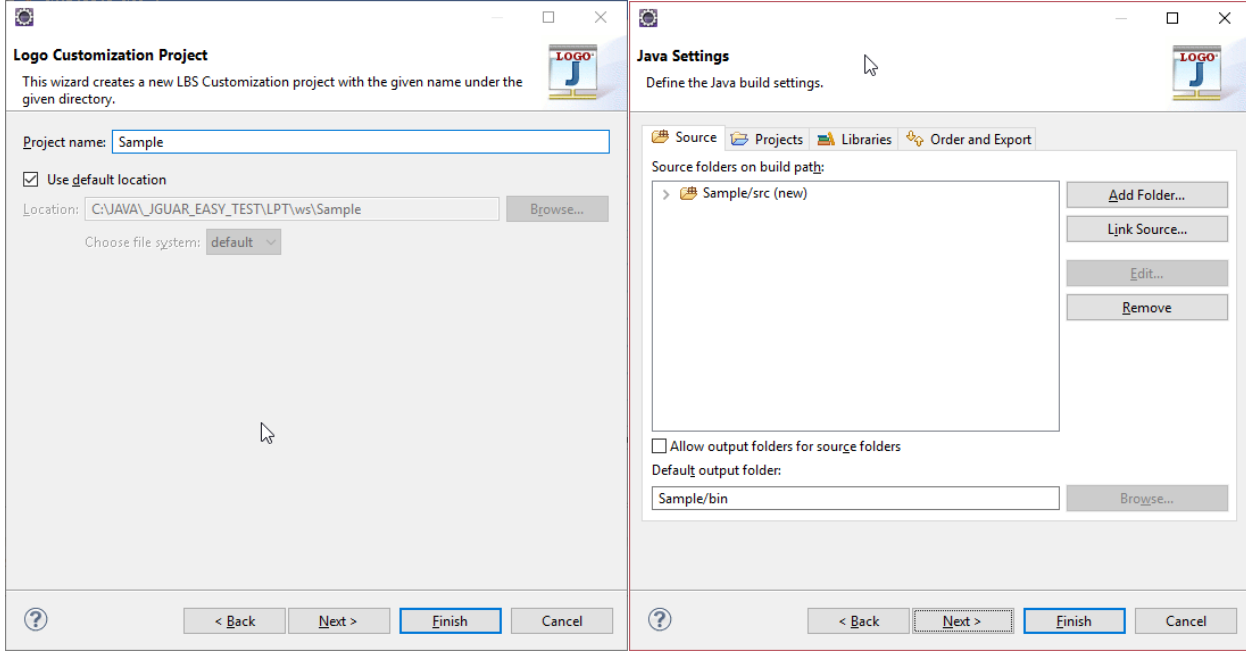 Logo Customization Project
This wizard creates a new LBS Customization project with the given name under the
given directory.
LOGO
J
Project name: Sample
Use default location
Location: C:\JAVA\_JGUAR_EASY_TEST\LPT\ws\Sample Browse...
Choose file system: default
? < Back Next > Finish Cancel
Java Settings
Define the Java build settings.
LOGO
J
Source Projects Libraries Order and Export
Source folders on build path:
Sample/src (new)
Add Folder...
Link Source...
Edit...
Remove
Allow output folders for source folders
Default output folder:
Sample/bin Browse...
? < Back Next > Finish Cancel